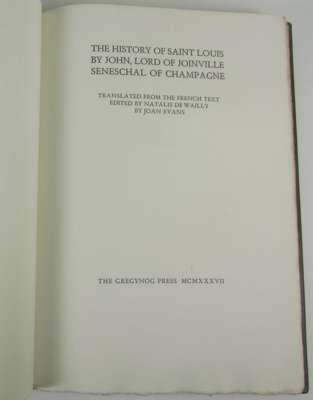 THE HISTORY OF SAINT LOUIS
BY JOHN, LORD OF JOINVILLE
SENESCHAL OF CHAMPAGNE
TRANSLATED FROM THE FRENCH TEXT
EDITED BY NATALIS DE WAILLY
BY JOAN EVANS
THE GREGYNOG PRESS MCMXXXVII